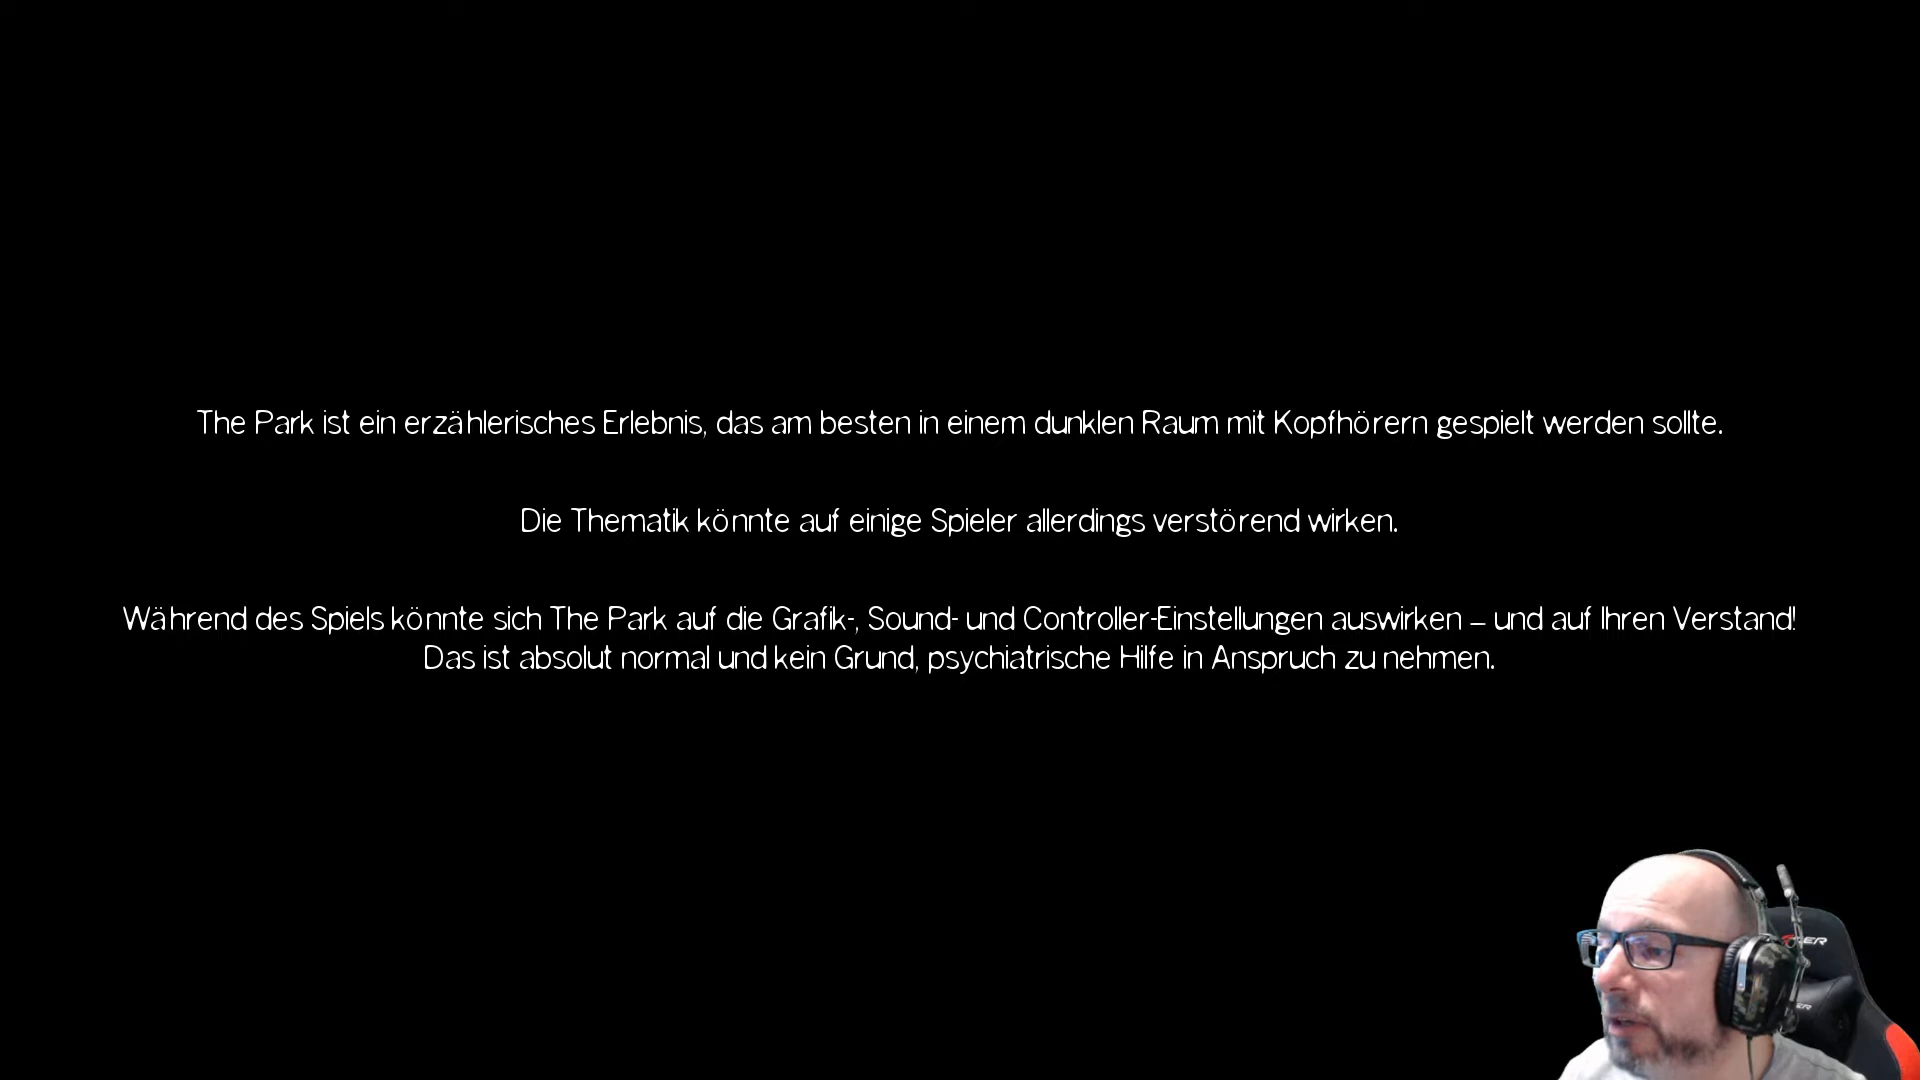 The Park ist ein erzählerisches Erlebnis, das am besten in einem dunklen Raum mit Kopfhörern gespielt werden sollte.
Die Thematik könnte auf einige Spieler allerdings verstörend wirken.
Während des Spiels könnte sich The Park auf die Grafik-, Sound- und Controller-Einstellungen auswirken – und auf Ihren Verstand!
Das ist absolut normal und kein Grund, psychiatrische Hilfe in Anspruch zu nehmen.